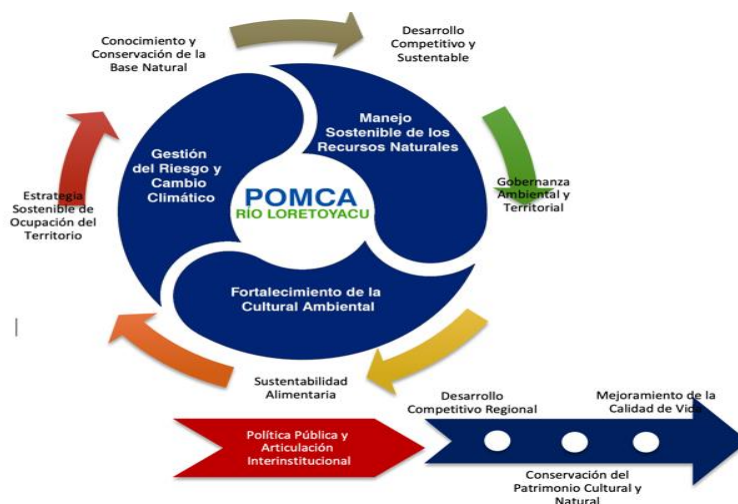 Conocimiento y
Conservación de la
Base Natural
Desarrollo
Competitivo y
Sustentable
Manejo
Sostenible de los
Recursos Naturales
Gestión
del Riesgo y
Cambio
Climático
POMCA
RÍO LORETOYACU
Estrategia
Sostenible de
Ocupación del
Territorio
Gobernanza
Ambiental y
Territorial
Fortalecimiento de la
Cultural Ambiental
Sustentabilidad
Alimentaria
Política Pública y
Articulación
Interinstitucional
Desarrollo
Competitivo Regional
Mejoramiento de la
Calidad de Vida
Conservación del
Patrimonio Cultural y
Natural